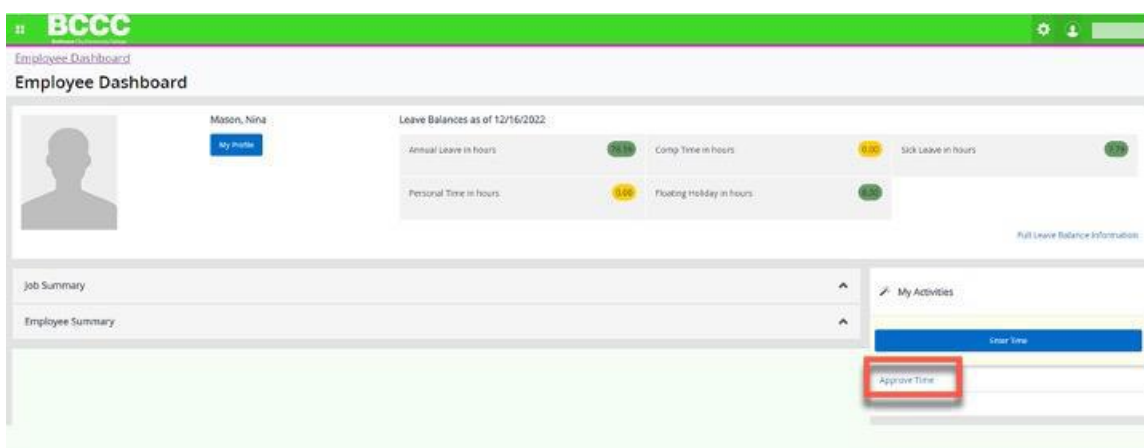 BCCC
Employee Dashboard
Employee Dashboard
Mason, Nina
My Profile
Leave Balances as of 12/16/2022
Annual Leave in hours
Comp Time in hours
0.00
Sick Leave in hours
Personal Time in hours
0.00
Floating Holiday in hours
Full Leave Balance Information
Job Summary
Employee Summary
My Activities
Enter Time
Approve Time